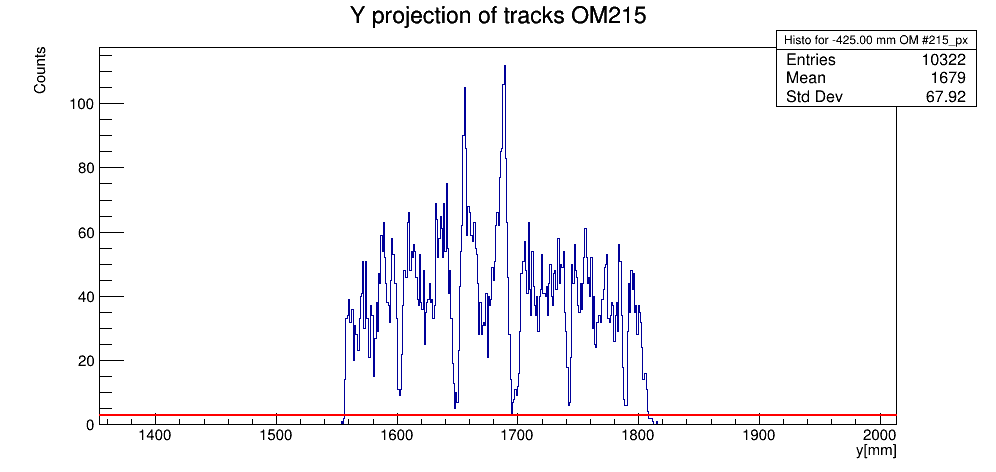 Y projection of tracks OM215
Histo for -425.00 mm OM #215_px
Entries 10322
Mean 1679
Std Dev 67.92
Counts
100
80
60
40
20
0
1400 1500 1600 1700 1800 1900 2000
y[mm]